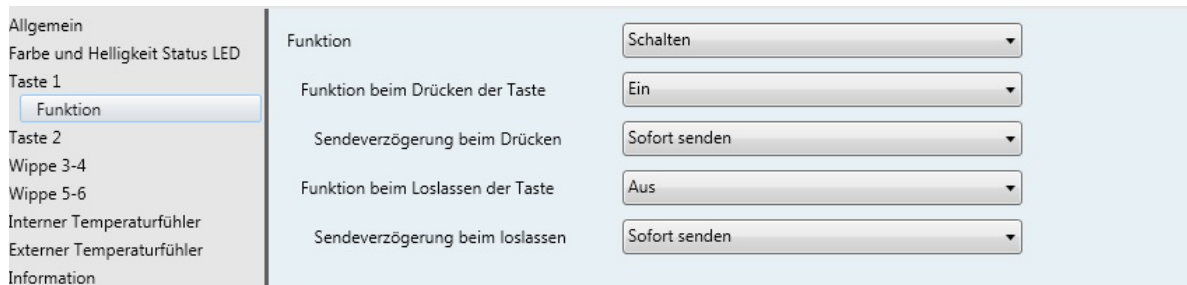 Allgemein
Farbe und Helligkeit Status LED
Taste 1
Funktion
Taste 2
Wippe 3-4
Wippe 5-6
Interner Temperaturfühler
Externer Temperaturfühler
Information
Funktion Schalten
Funktion beim Drücken der Taste Ein
Sendeverzögerung beim Drücken Sofort senden
Funktion beim Loslassen der Taste Aus
Sendeverzögerung beim loslassen Sofort senden